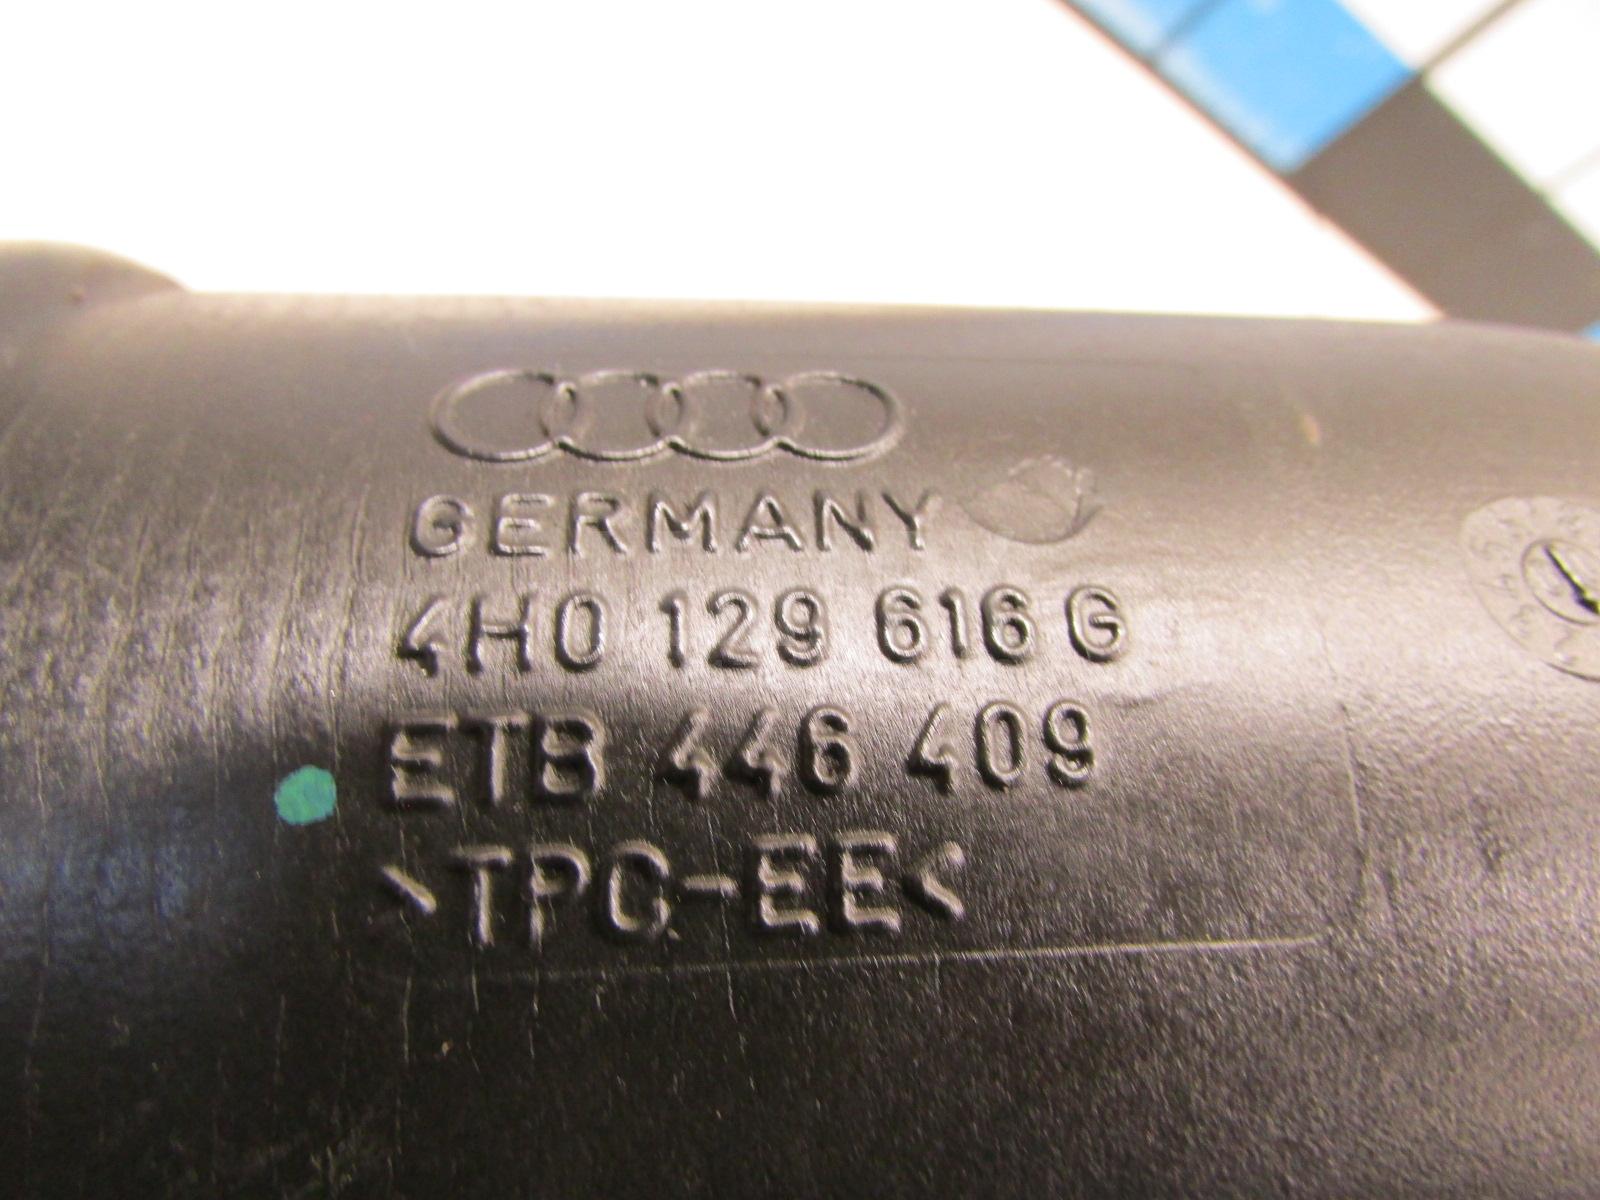 GERMANY
4H0 129 616 G
ETB 446 409
>TPC-EE<